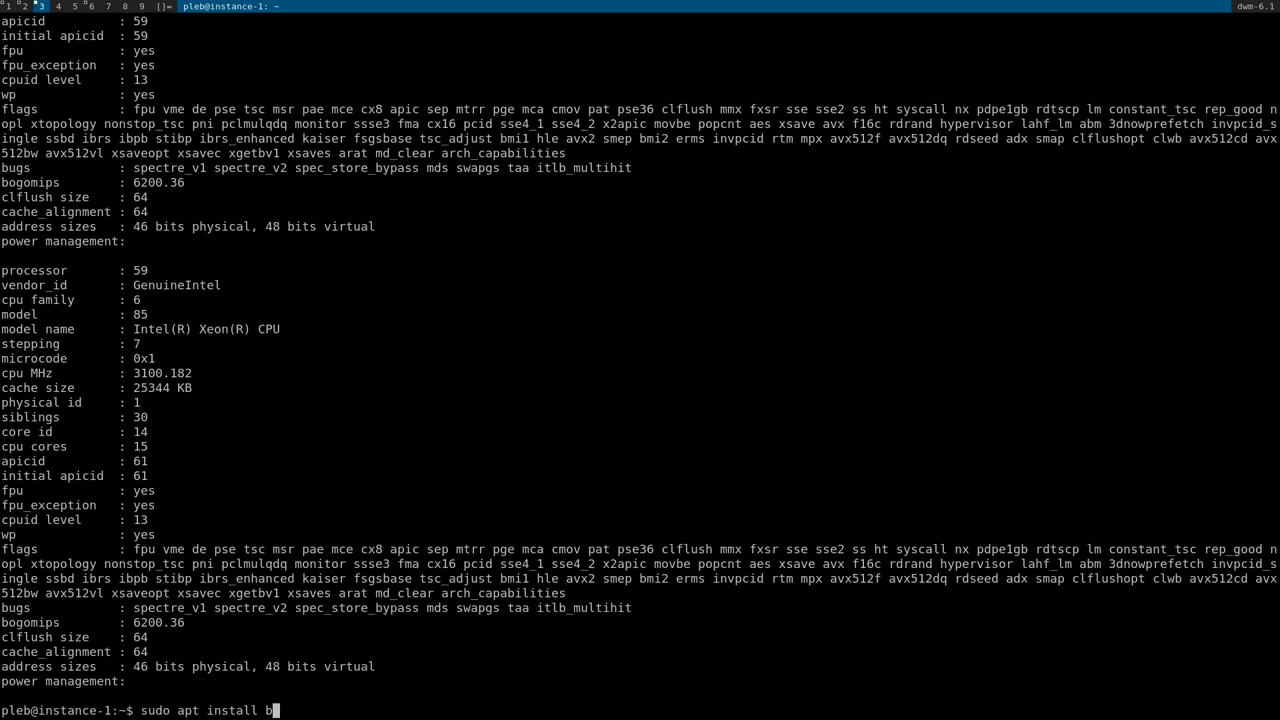 1 2 3 4 5 6 7 8 9 []= pleb@instance-1: ~ dwm-6.1
apicid : 59
initial apicid : 59
fpu : yes
fpu_exception : yes
cpuid level : 13
wp : yes
flags : fpu vme de pse tsc msr pae mce cx8 apic sep mtrr pge mca cmov pat pse36 clflush mmx fxsr sse sse2 ss ht syscall nx pdpe1gb rdtscp lm constant_tsc rep_good n
opl xtopology nonstop_tsc pni pclmulqdq monitor ssse3 fma cx16 pcid sse4_1 sse4_2 x2apic movbe popcnt aes xsave avx f16c rdrand hypervisor lahf_lm abm 3dnowprefetch invpcid_s
ingle ssbd ibrs ibpb stibp ibrs_enhanced kaiser fsgsbase tsc_adjust bmi1 hle avx2 smep bmi2 erms invpcid rtm mpx avx512f avx512dq rdseed adx smap clflushopt clwb avx512cd avx
512bw avx512vl xsaveopt xsavec xgetbv1 xsaves arat md_clear arch_capabilities
bugs : spectre_v1 spectre_v2 spec_store_bypass mds swapgs taa itlb_multihit
bogomips : 6200.36
clflush size : 64
cache_alignment : 64
address sizes : 46 bits physical, 48 bits virtual
power management:
processor : 59
vendor_id : GenuineIntel
cpu family : 6
model : 85
model name : Intel(R) Xeon(R) CPU
stepping : 7
microcode : 0x1
cpu MHz : 3100.182
cache size : 25344 KB
physical id : 1
siblings : 30
core id : 14
cpu cores : 15
apicid : 61
initial apicid : 61
fpu : yes
fpu_exception : yes
cpuid level : 13
wp : yes
flags : fpu vme de pse tsc msr pae mce cx8 apic sep mtrr pge mca cmov pat pse36 clflush mmx fxsr sse sse2 ss ht syscall nx pdpe1gb rdtscp lm constant_tsc rep_good n
opl xtopology nonstop_tsc pni pclmulqdq monitor ssse3 fma cx16 pcid sse4_1 sse4_2 x2apic movbe popcnt aes xsave avx f16c rdrand hypervisor lahf_lm abm 3dnowprefetch invpcid_s
ingle ssbd ibrs ibpb stibp ibrs_enhanced kaiser fsgsbase tsc_adjust bmi1 hle avx2 smep bmi2 erms invpcid rtm mpx avx512f avx512dq rdseed adx smap clflushopt clwb avx512cd avx
512bw avx512vl xsaveopt xsavec xgetbv1 xsaves arat md_clear arch_capabilities
bugs : spectre_v1 spectre_v2 spec_store_bypass mds swapgs taa itlb_multihit
bogomips : 6200.36
clflush size : 64
cache_alignment : 64
address sizes : 46 bits physical, 48 bits virtual
power management:
pleb@instance-1:~$ sudo apt install b